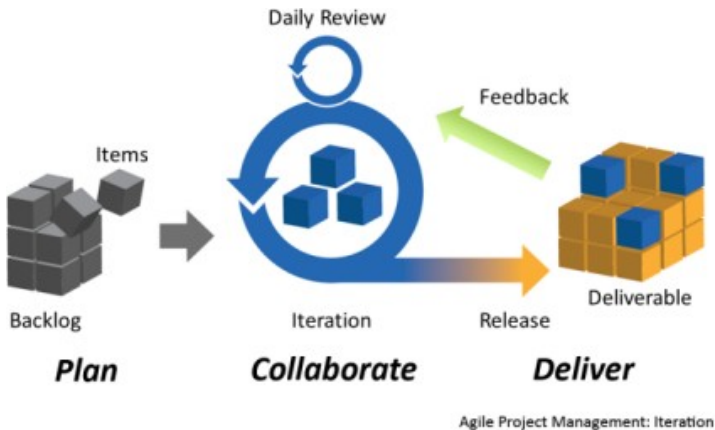 Daily Review
Feedback
Items
Backlog
Iteration
Release
Deliverable
Plan
Collaborate
Deliver
Agile Project Management: Iteration